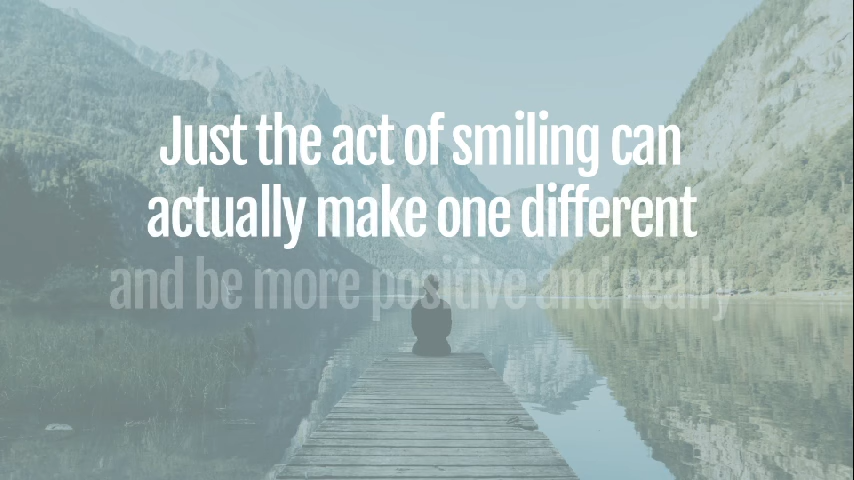 Just the act of smiling can
actually make one different
and be more positive and really